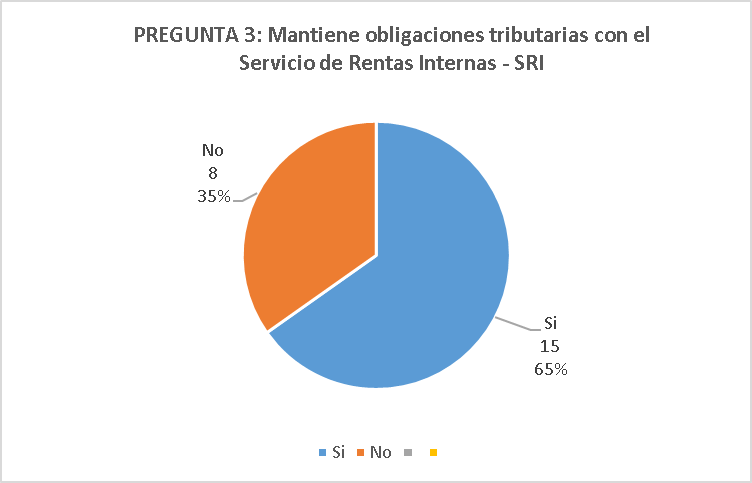 PREGUNTA 3: Mantiene obligaciones tributarias con el
Servicio de Rentas Internas - SRI
No
8
35%
Si
15
65%
Si No